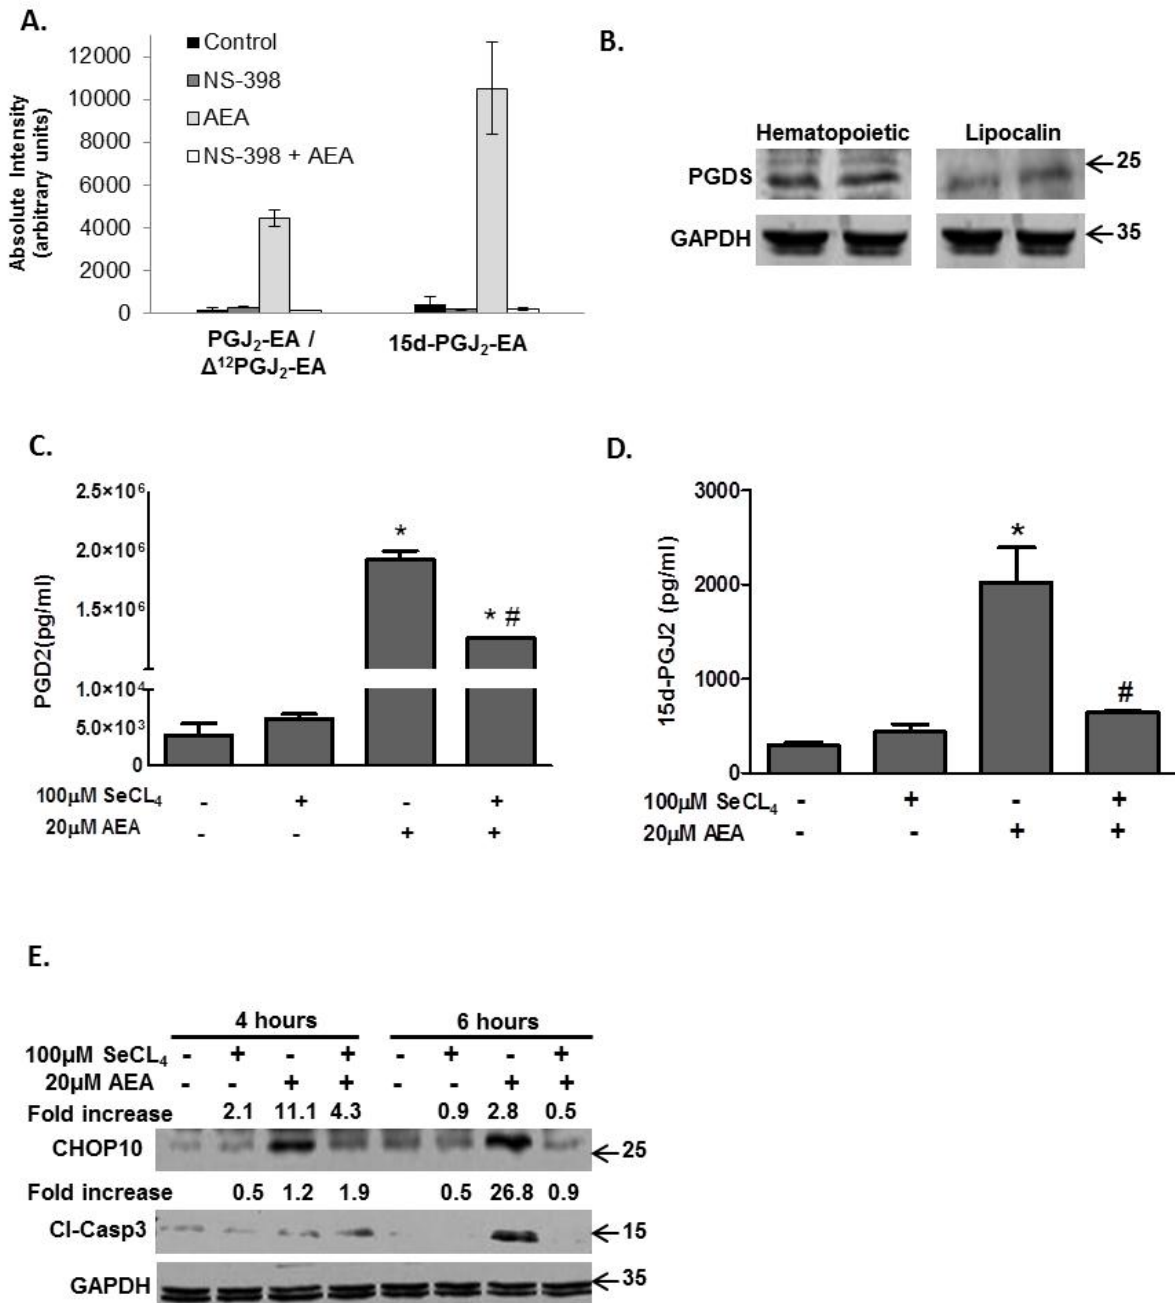 A.
Control
NS-398
AEA
NS-398 + AEA
12000
10000
8000
6000
4000
2000
0
Absolute Intensity
(arbitrary units)
PGJ₂-EA /
Δ¹²PGJ₂-EA
15d-PGJ₂-EA
B.
Hematopoietic Lipocalin
PGDS
25
GAPDH
35
C.
2.5×10⁶
2.0×10⁶
1.5×10⁶
1.0×10⁴
5.0×10³
0
PGD2(pg/ml)
*
* #
100µM SeCL₄ - + - +
20µM AEA - - + +
D.
3000
2000
1000
0
15d-PGJ2 (pg/ml)
*
#
100µM SeCL₄ - + - +
20µM AEA - - + +
E.
4 hours 6 hours
100µM SeCL₄ - + - + - + - +
20µM AEA - - + + - - + +
Fold increase 2.1 11.1 4.3 0.9 2.8 0.5
CHOP10
25
Fold increase 0.5 1.2 1.9 0.5 26.8 0.9
Cl-Casp3
15
GAPDH
35